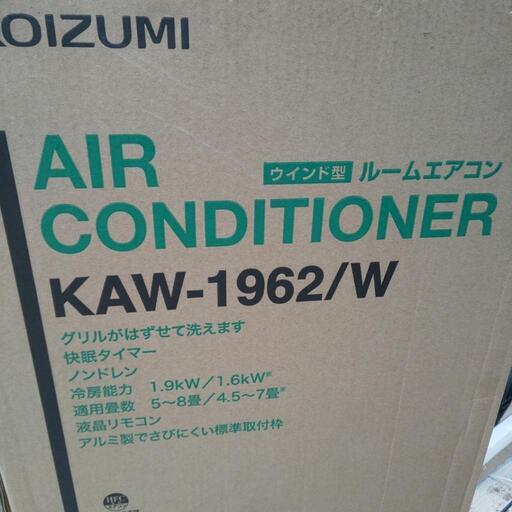 KOIZUMI
AIR
CONDITIONER
ウインド型 ルームエアコン
KAW-1962/W
グリルがはずせて洗えます
快眠タイマー
ノンドレン
冷房能力 1.9kW／1.6kW※
適用畳数 5〜8畳／4.5〜7畳※
液晶リモコン
アルミ製でさびにくい標準取付枠
HFC